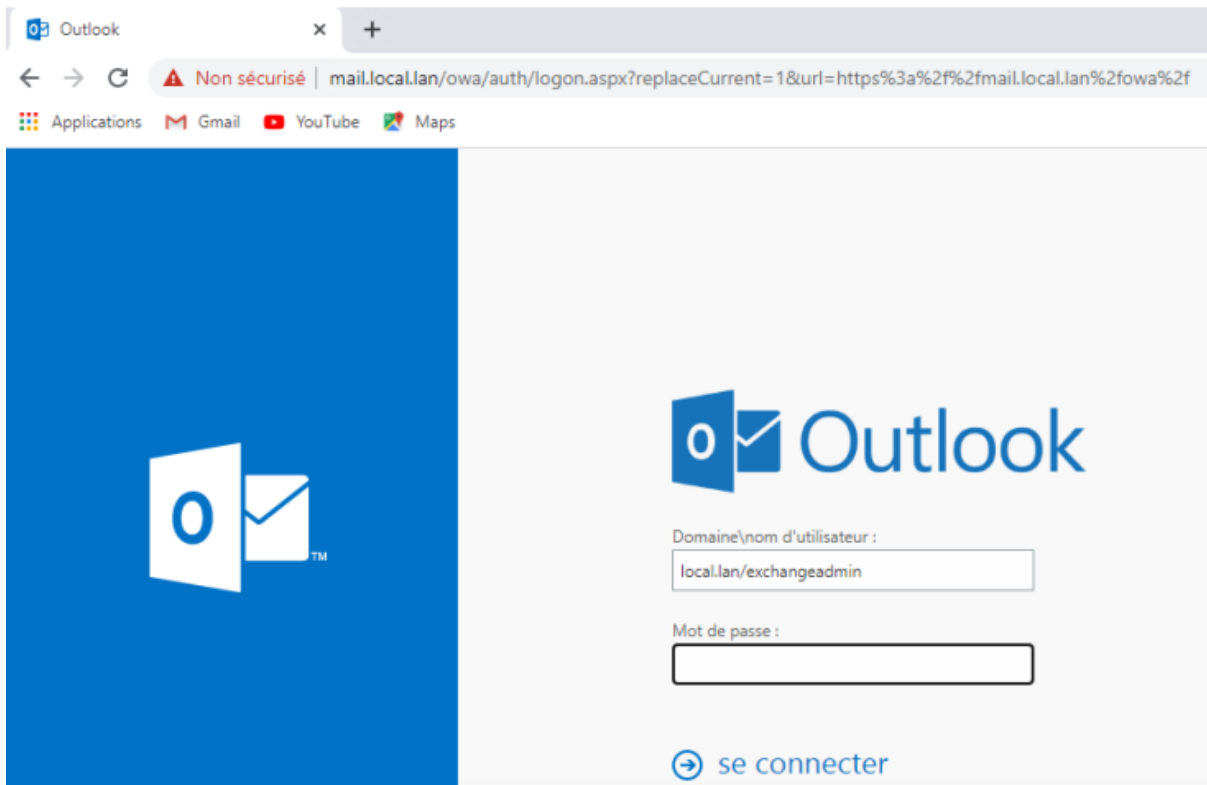 Outlook
Non sécurisé | mail.local.lan/owa/auth/logon.aspx?replaceCurrent=1&url=https%3a%2f%2fmail.local.lan%2fowa%2f
Applications Gmail YouTube Maps
Outlook
O
TM
Domaine\nom d'utilisateur :
local.lan/exchangeadmin
Mot de passe :
se connecter